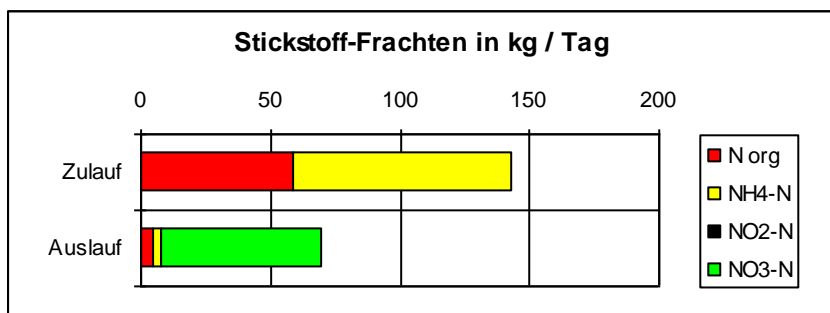 Stickstoff-Frachten in kg / Tag
0 50 100 150 200
Zulauf
Auslauf
N org
NH4-N
NO2-N
NO3-N